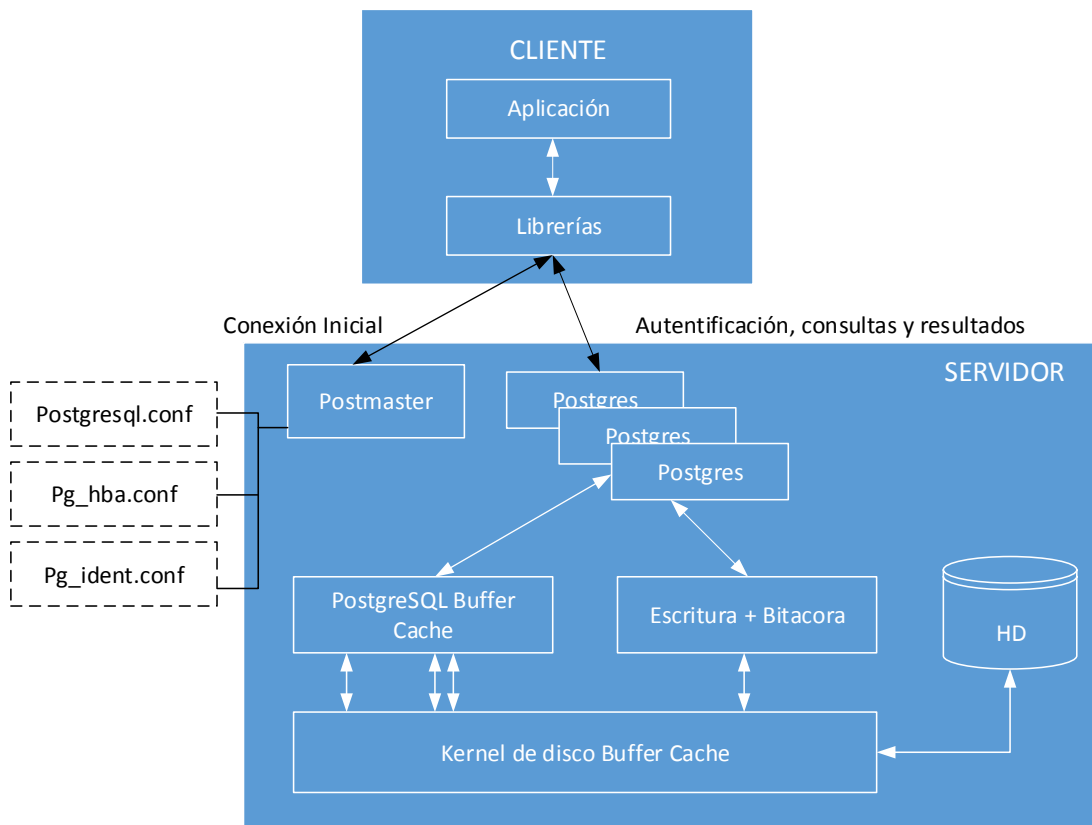 CLIENTE
Aplicación
Librerías
Conexión Inicial
Autentificación, consultas y resultados
SERVIDOR
Postmaster
Postgresql.conf
Pg_hba.conf
Pg_ident.conf
Postgres
Postgres
Postgres
PostgreSQL Buffer
Cache
Escritura + Bitacora
HD
Kernel de disco Buffer Cache